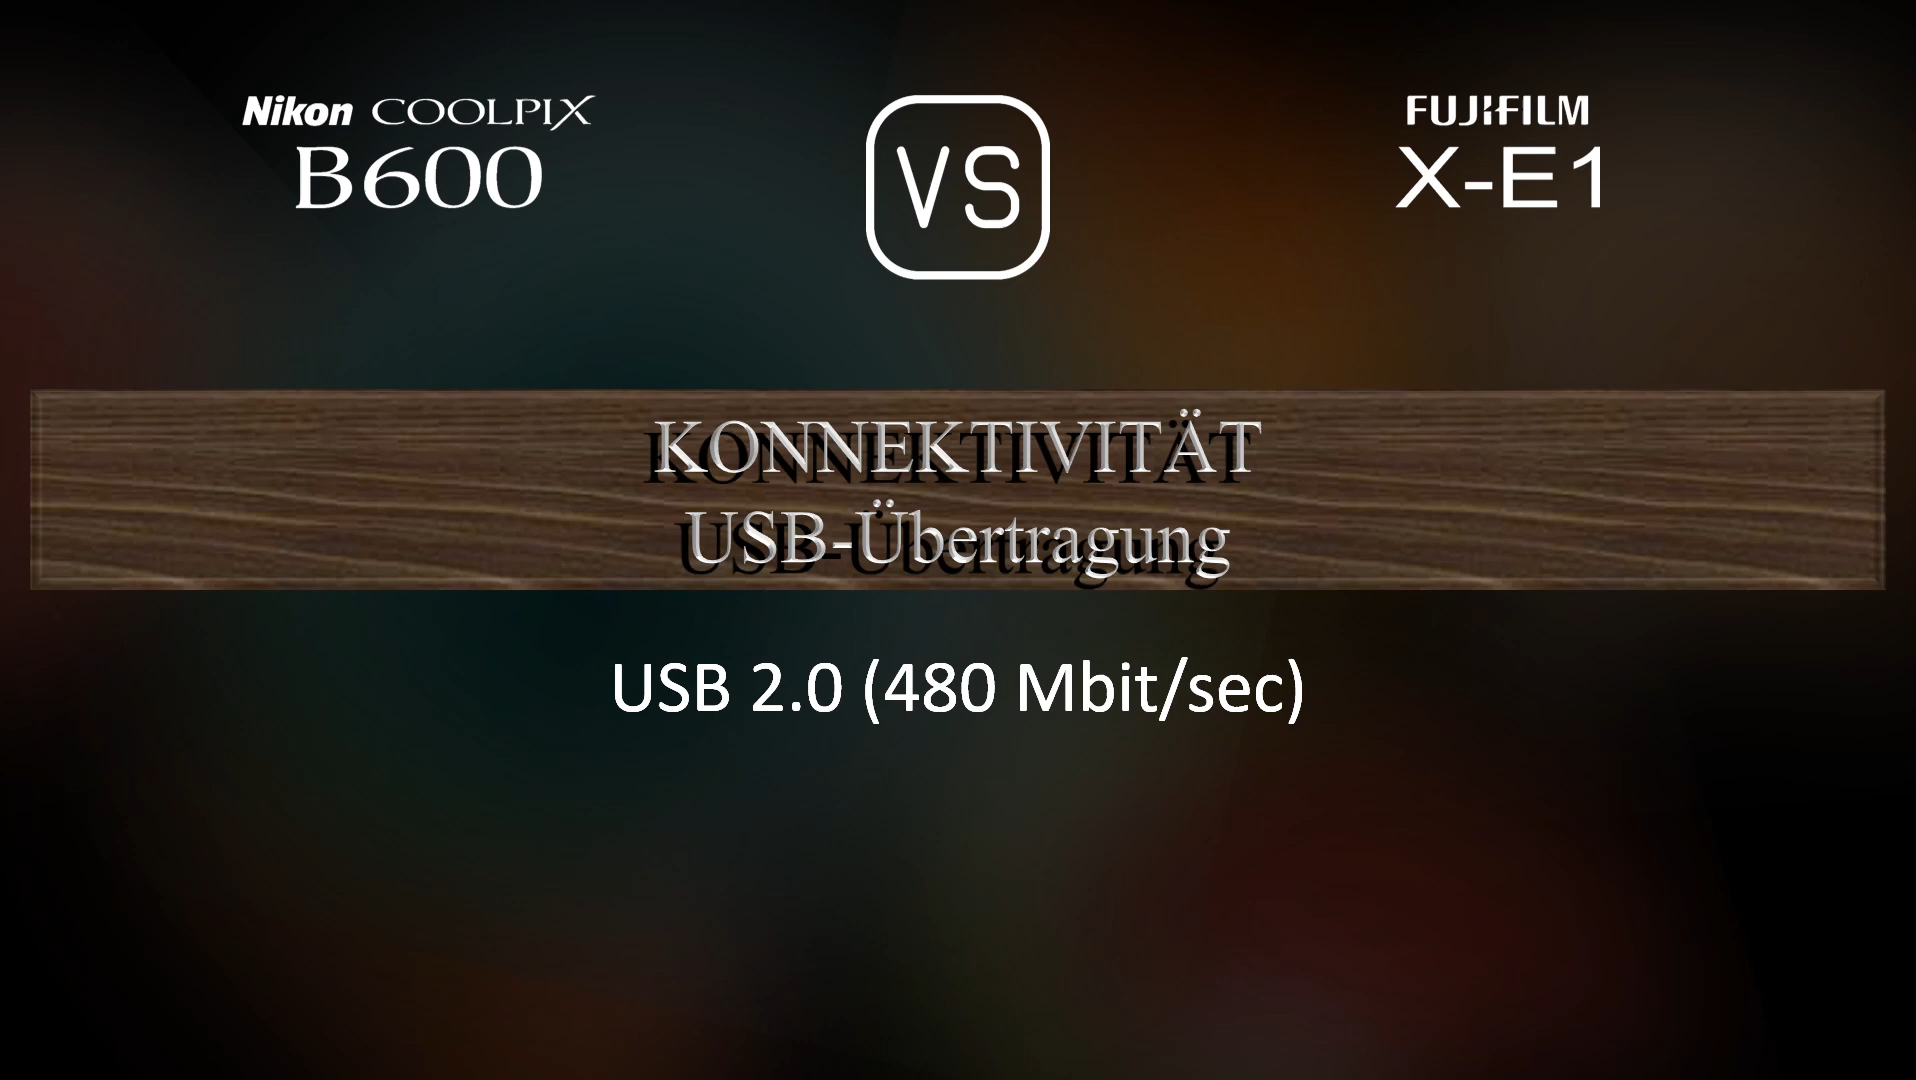 Nikon COOLPIX
B600
VS
FUJIFILM
X-E1
KONNEKTIVITÄT
USB-Übertragung
USB 2.0 (480 Mbit/sec)